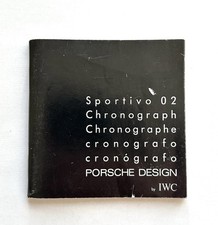 Sportivo 02
Chronograph
Chronographe
cronografo
cronógrafo
PORSCHE DESIGN
by IWC